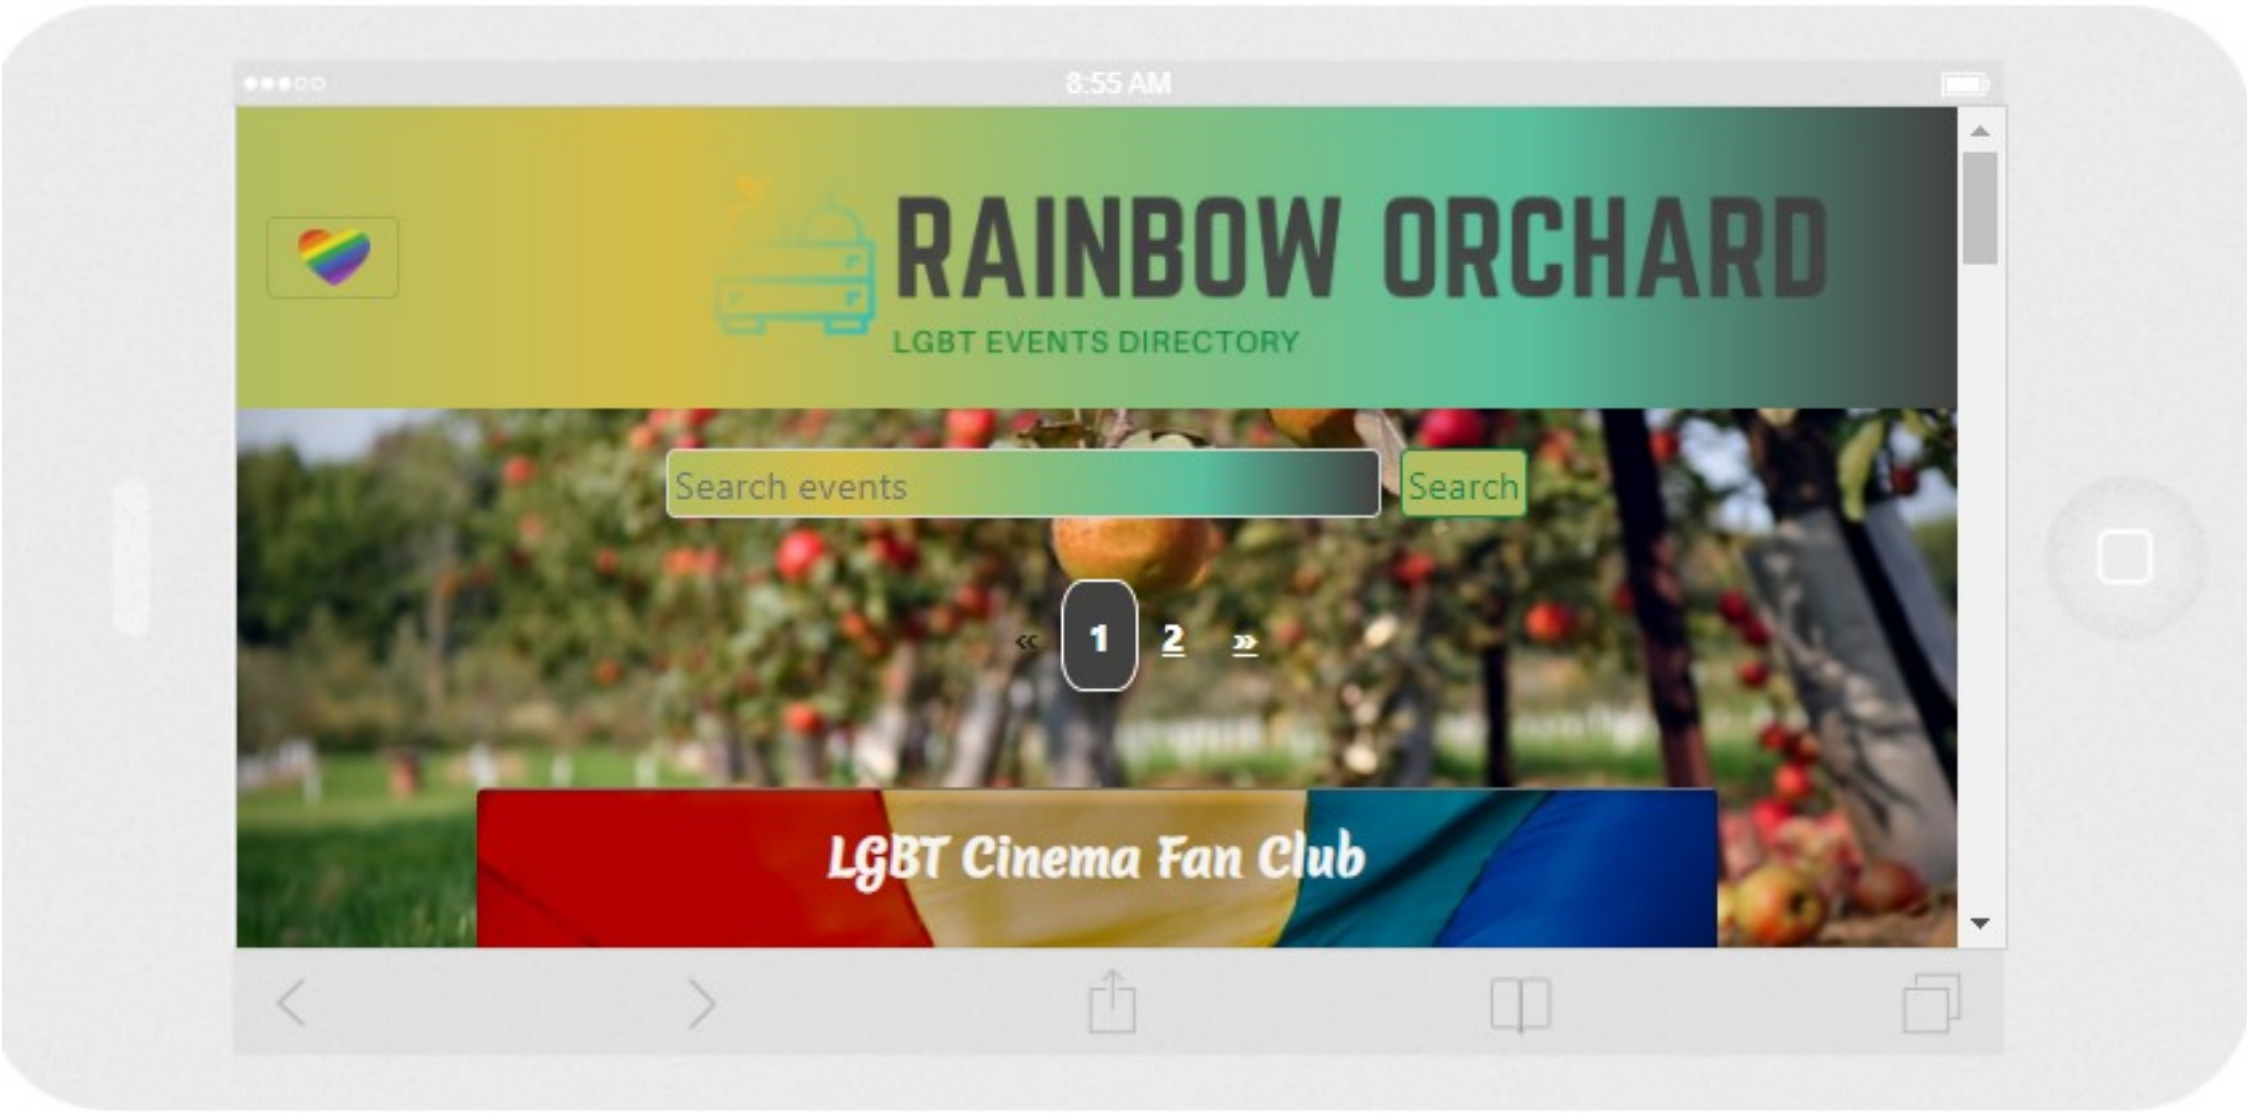 8:55 AM
RAINBOW ORCHARD
LGBT EVENTS DIRECTORY
Search events Search
« 1 2 »
LGBT Cinema Fan Club